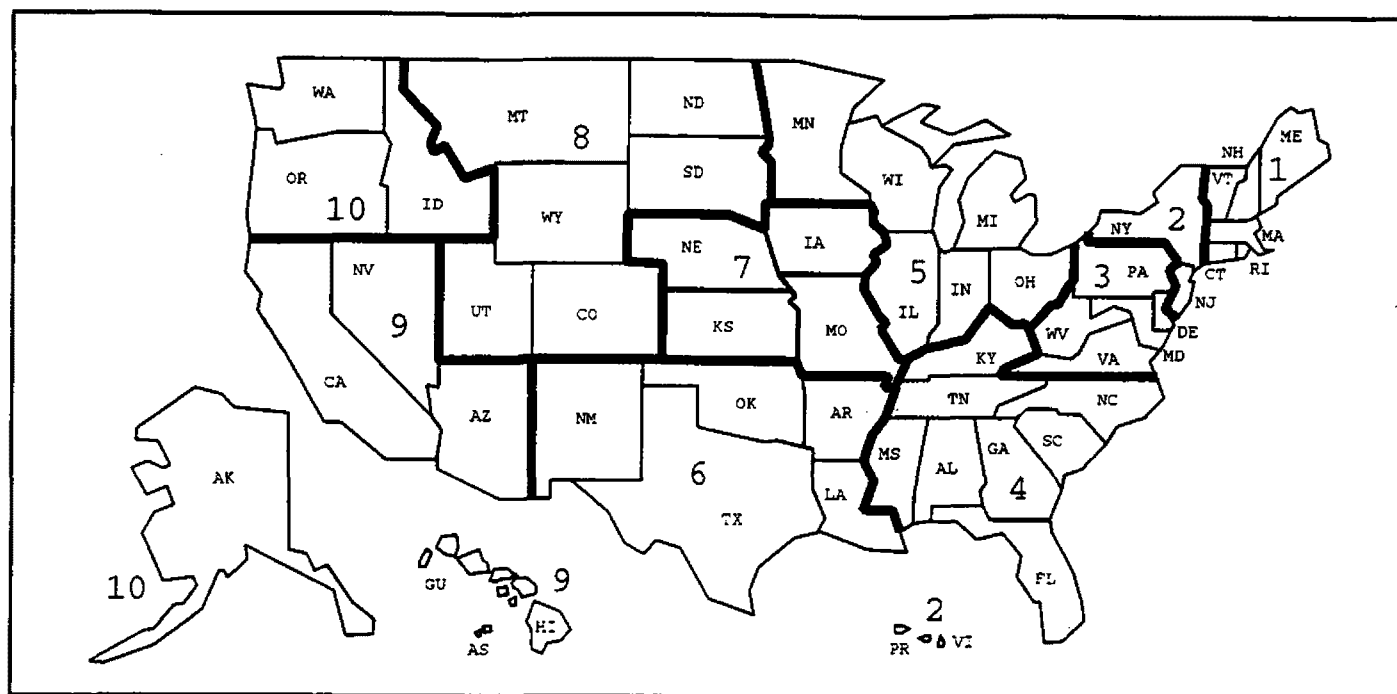 WA
MT
ND
MN
ME
8
NH
VT
1
OR
ID
SD
WI
10
WY
MI
NY
2
MA
NV
NE
IA
CT
RI
7
5
3
PA
UT
CO
IL
IN
OH
NJ
9
KS
MO
WV
DE
CA
KY
VA
MD
AZ
NM
OK
AR
TN
NC
MS
AL
GA
SC
AK
6
LA
4
TX
10
GU
9
FL
HI
2
AS
PR
VI